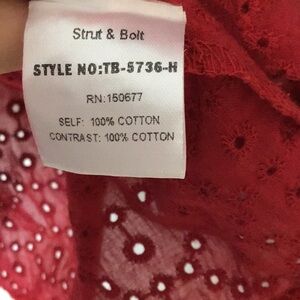 Strut & Bolt
STYLE NO:TB-5736-H
RN:150677
SELF: 100% COTTON
CONTRAST: 100% COTTON